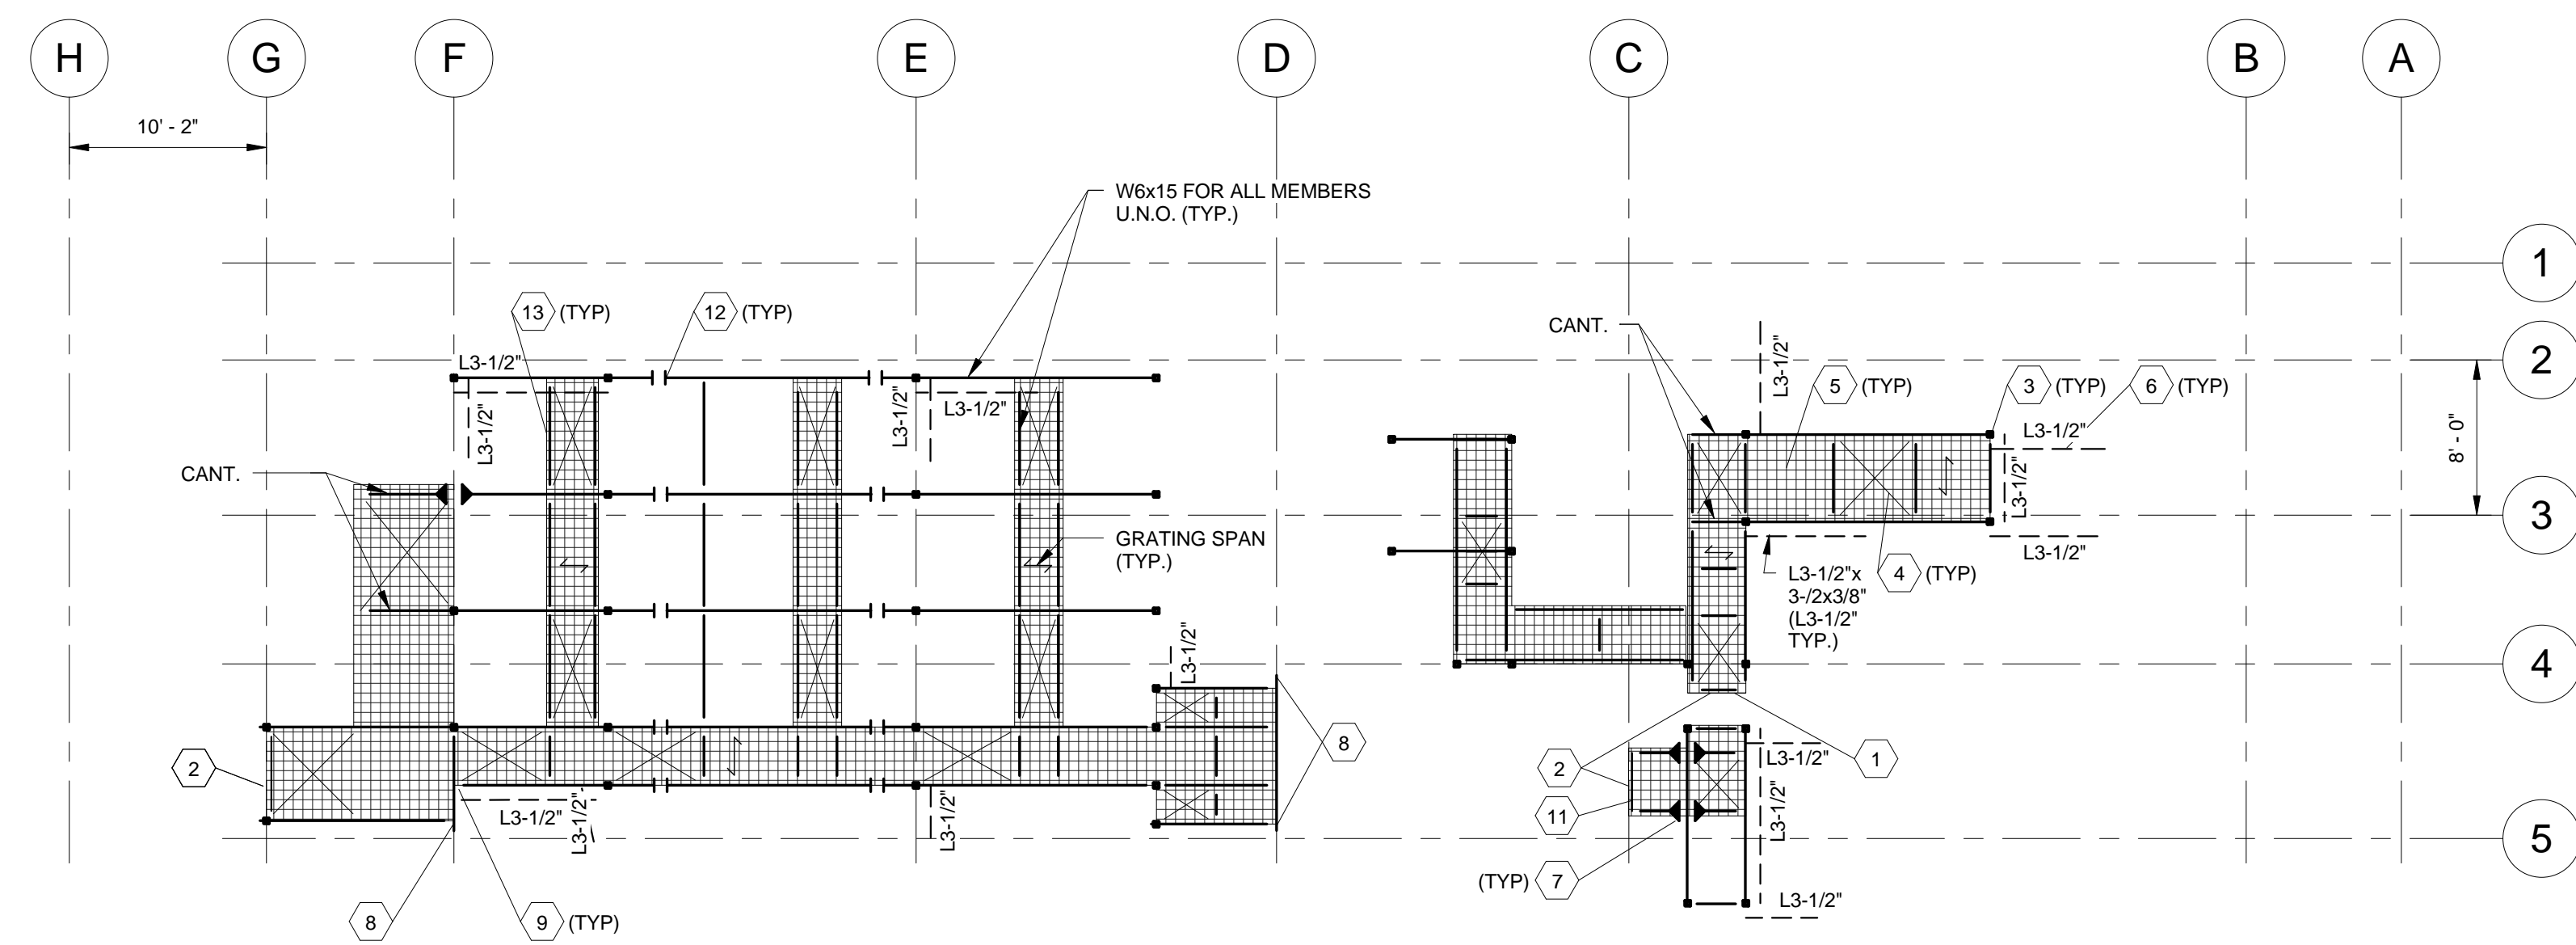 H
G
F
E
D
C
B
A
10' - 2"
W6x15 FOR ALL MEMBERS
U.N.O. (TYP.)
1
13 (TYP)
12 (TYP)
CANT.
L3-1/2"
2
L3-1/2"
L3-1/2"
L3-1/2"
L3-1/2"
5 (TYP)
3 (TYP)
6 (TYP)
L3-1/2"
8' - 0"
CANT.
L3-1/2"
3
GRATING SPAN
(TYP.)
L3-1/2"
L3-1/2"x
3-/2x3/8"
(L3-1/2"
TYP.)
4 (TYP)
L3-1/2"
4
2
8
2
1
L3-1/2"
L3-1/2"
L3-1/2"
L3-1/2"
L3-1/2"
11
5
(TYP) 7
L3-1/2"
8
9 (TYP)